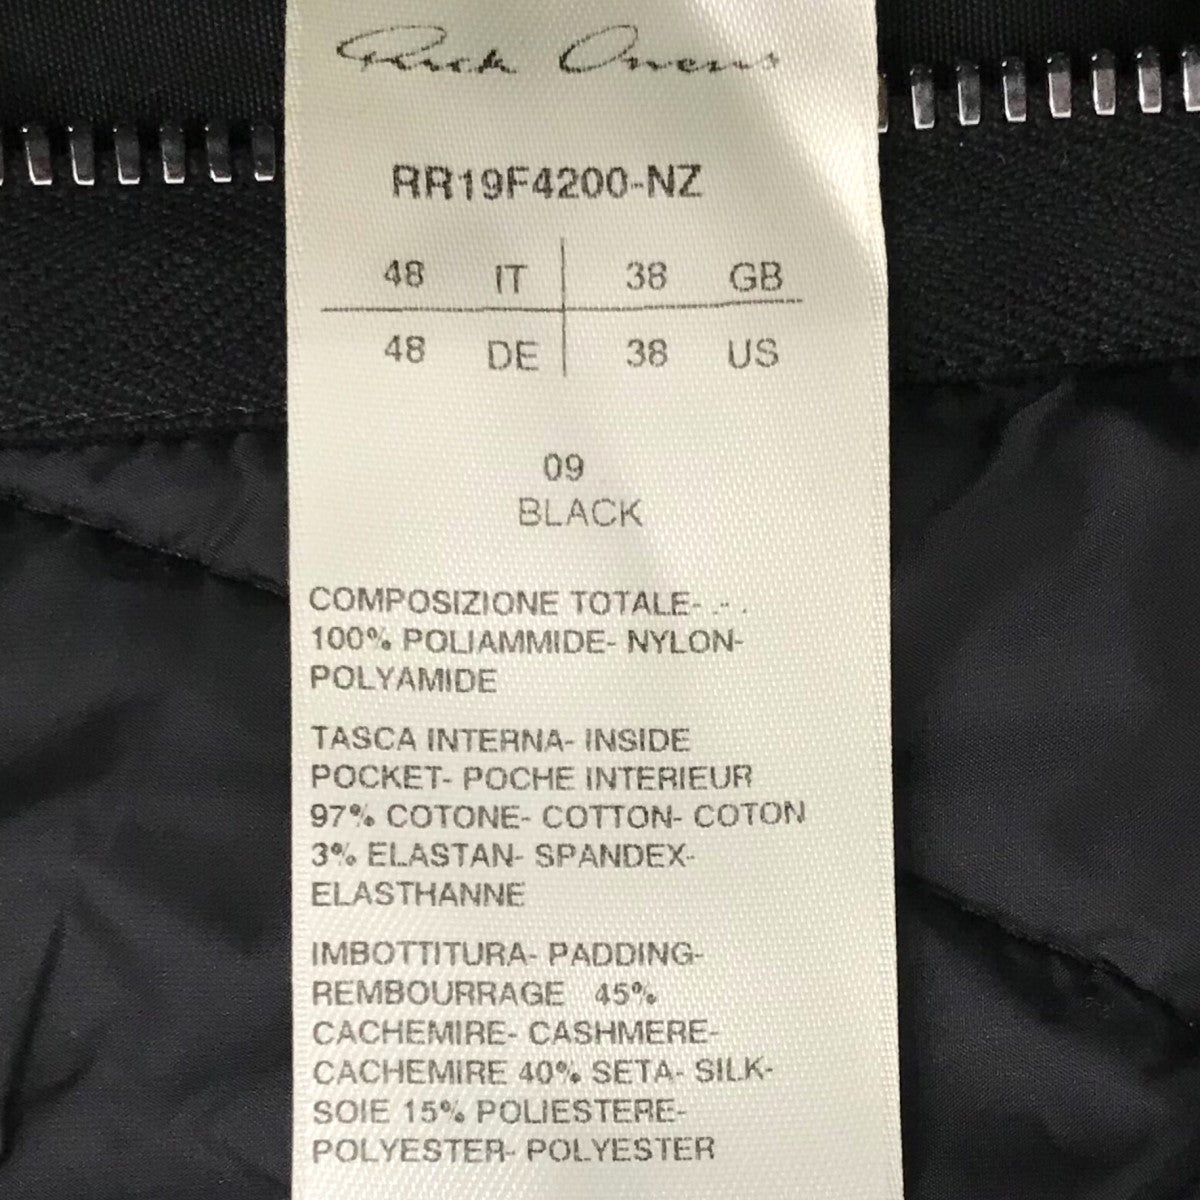 Rick Owens
RR19F4200-NZ
48 IT 38 GB
48 DE 38 US
09
BLACK
COMPOSIZIONE TOTALE- .- .
100% POLIAMMIDE- NYLON-
POLYAMIDE
TASCA INTERNA- INSIDE
POCKET- POCHE INTERIEUR
97% COTONE- COTTON- COTON
3% ELASTAN- SPANDEX-
ELASTHANNE
IMBOTTITURA- PADDING-
REMBOURRAGE 45%
CACHEMIRE- CASHMERE-
CACHEMIRE 40% SETA- SILK-
SOIE 15% POLIESTERE-
POLYESTER- POLYESTER